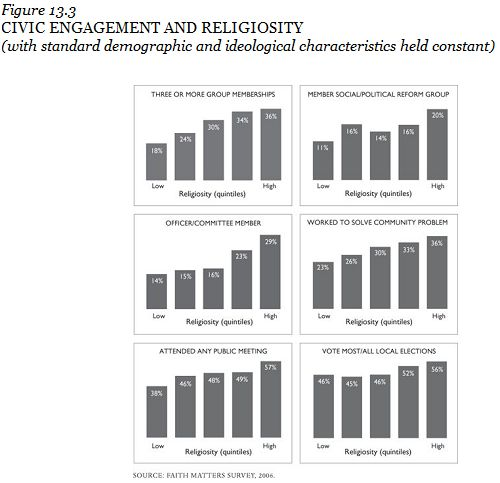 Figure 13.3
CIVIC ENGAGEMENT AND RELIGIOSITY
(with standard demographic and ideological characteristics held constant)
THREE OR MORE GROUP MEMBERSHIPS
18%
24%
30%
34%
36%
Low
High
Religiosity (quintiles)
MEMBER SOCIAL/POLITICAL REFORM GROUP
11%
16%
14%
16%
20%
Low
High
Religiosity (quintiles)
OFFICER/COMMITTEE MEMBER
14%
15%
16%
23%
29%
Low
High
Religiosity (quintiles)
WORKED TO SOLVE COMMUNITY PROBLEM
23%
26%
30%
33%
36%
Low
High
Religiosity (quintiles)
ATTENDED ANY PUBLIC MEETING
38%
46%
48%
49%
57%
Low
High
Religiosity (quintiles)
VOTE MOST/ALL LOCAL ELECTIONS
46%
45%
46%
52%
56%
Low
High
Religiosity (quintiles)
SOURCE: FAITH MATTERS SURVEY, 2006.